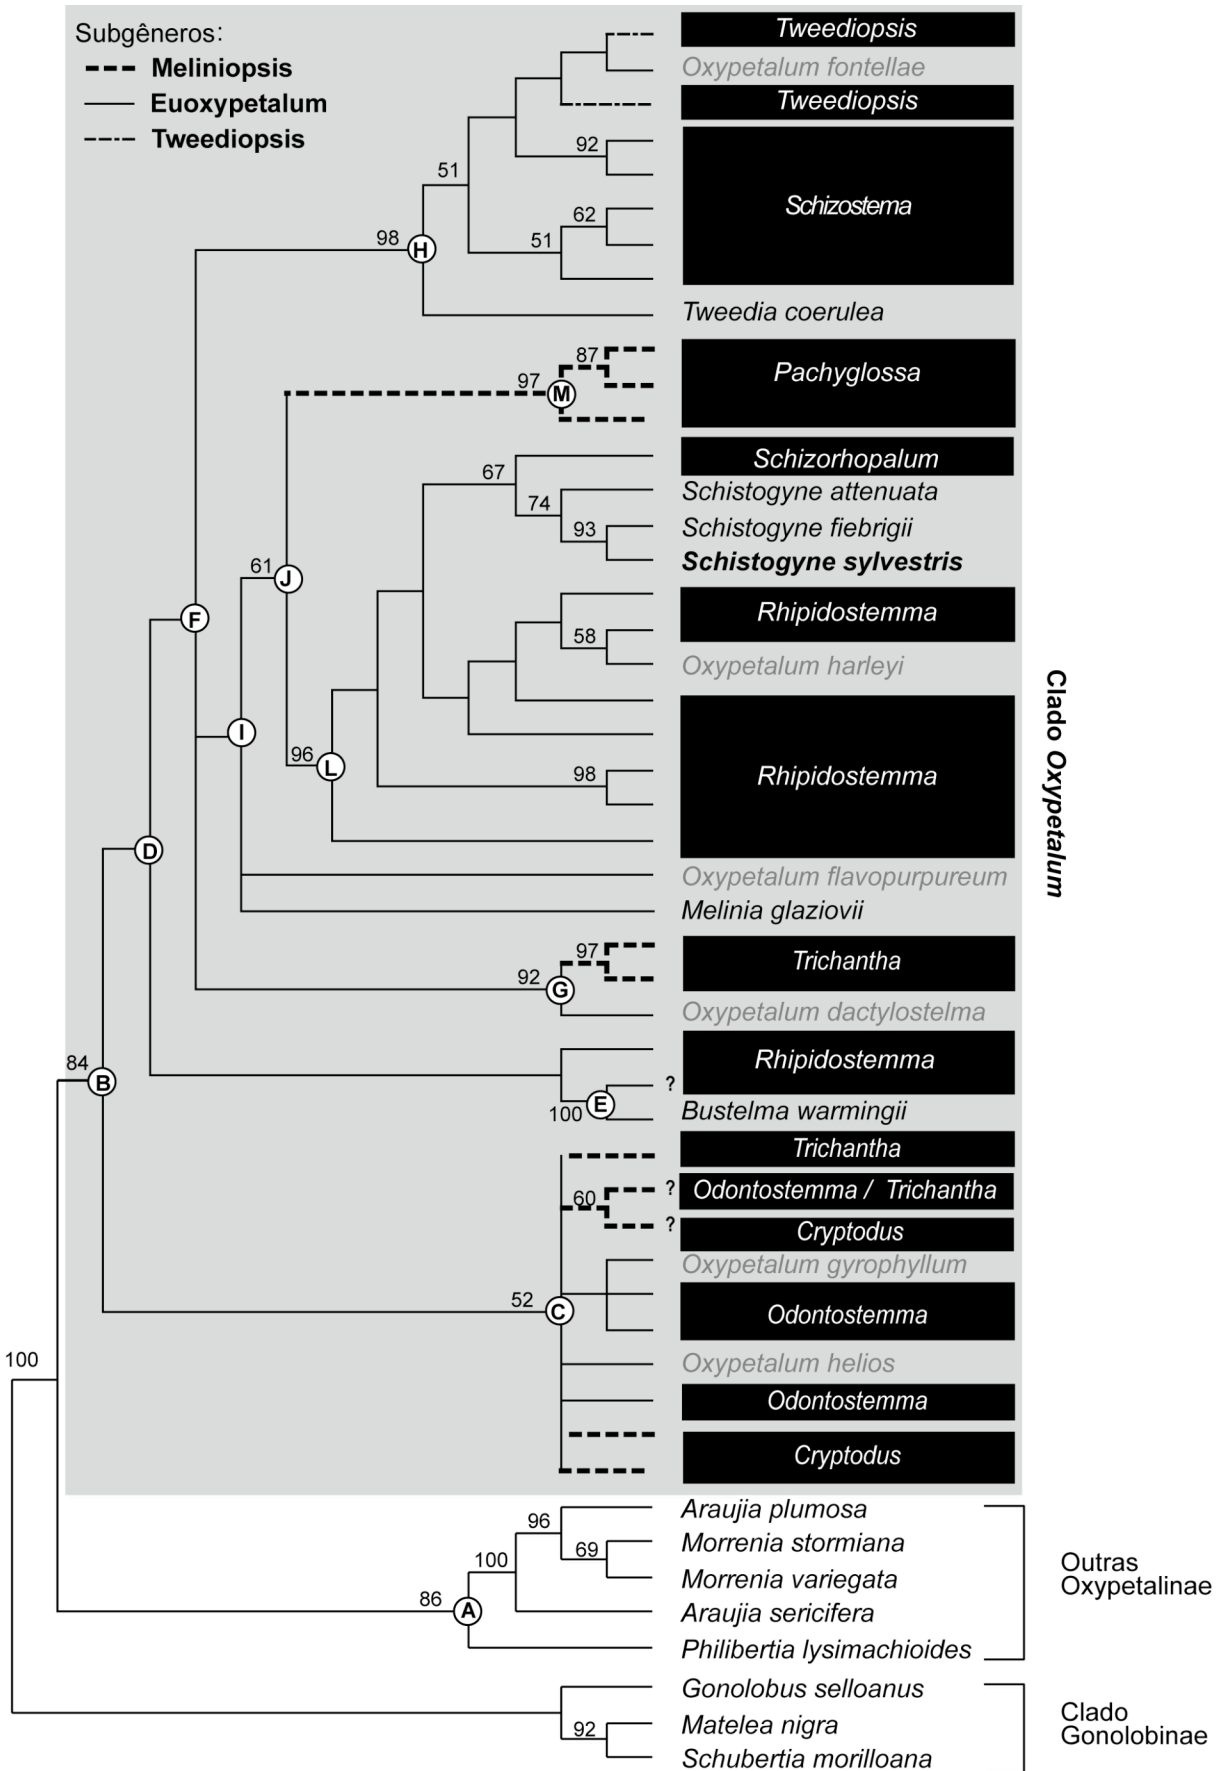 Subgêneros:
Meliniopsis
Euoxypetalum
Tweediopsis
Tweediopsis
Oxypetalum fontellae
Tweediopsis
92
51
Schizostema
62
51
98
H
Tweedia coerulea
87
Pachyglossa
97
M
Schizorhopalum
67
Schistogyne attenuata
74
Schistogyne fiebrigii
93
Schistogyne sylvestris
61
J
Rhipidostemma
F
58
Oxypetalum harleyi
I
96
L
98
Rhipidostemma
D
Oxypetalum flavopurpureum
Melinia glaziovii
97
Trichantha
92
G
Oxypetalum dactylostelma
Rhipidostemma
84
B
?
100
E
Bustelma warmingii
Trichantha
60
?
Odontostemma / Trichantha
?
Cryptodus
Oxypetalum gyrophyllum
52
C
Odontostemma
100
Oxypetalum helios
Odontostemma
Cryptodus
Clado Oxypetalum
Araujia plumosa
96
Morrenia stormiana
69
100
Morrenia variegata
86
A
Araujia sericifera
Philibertia lysimachioides
Outras
Oxypetalinae
Gonolobus selloanus
92
Matelea nigra
Schubertia morilloana
Clado
Gonolobinae